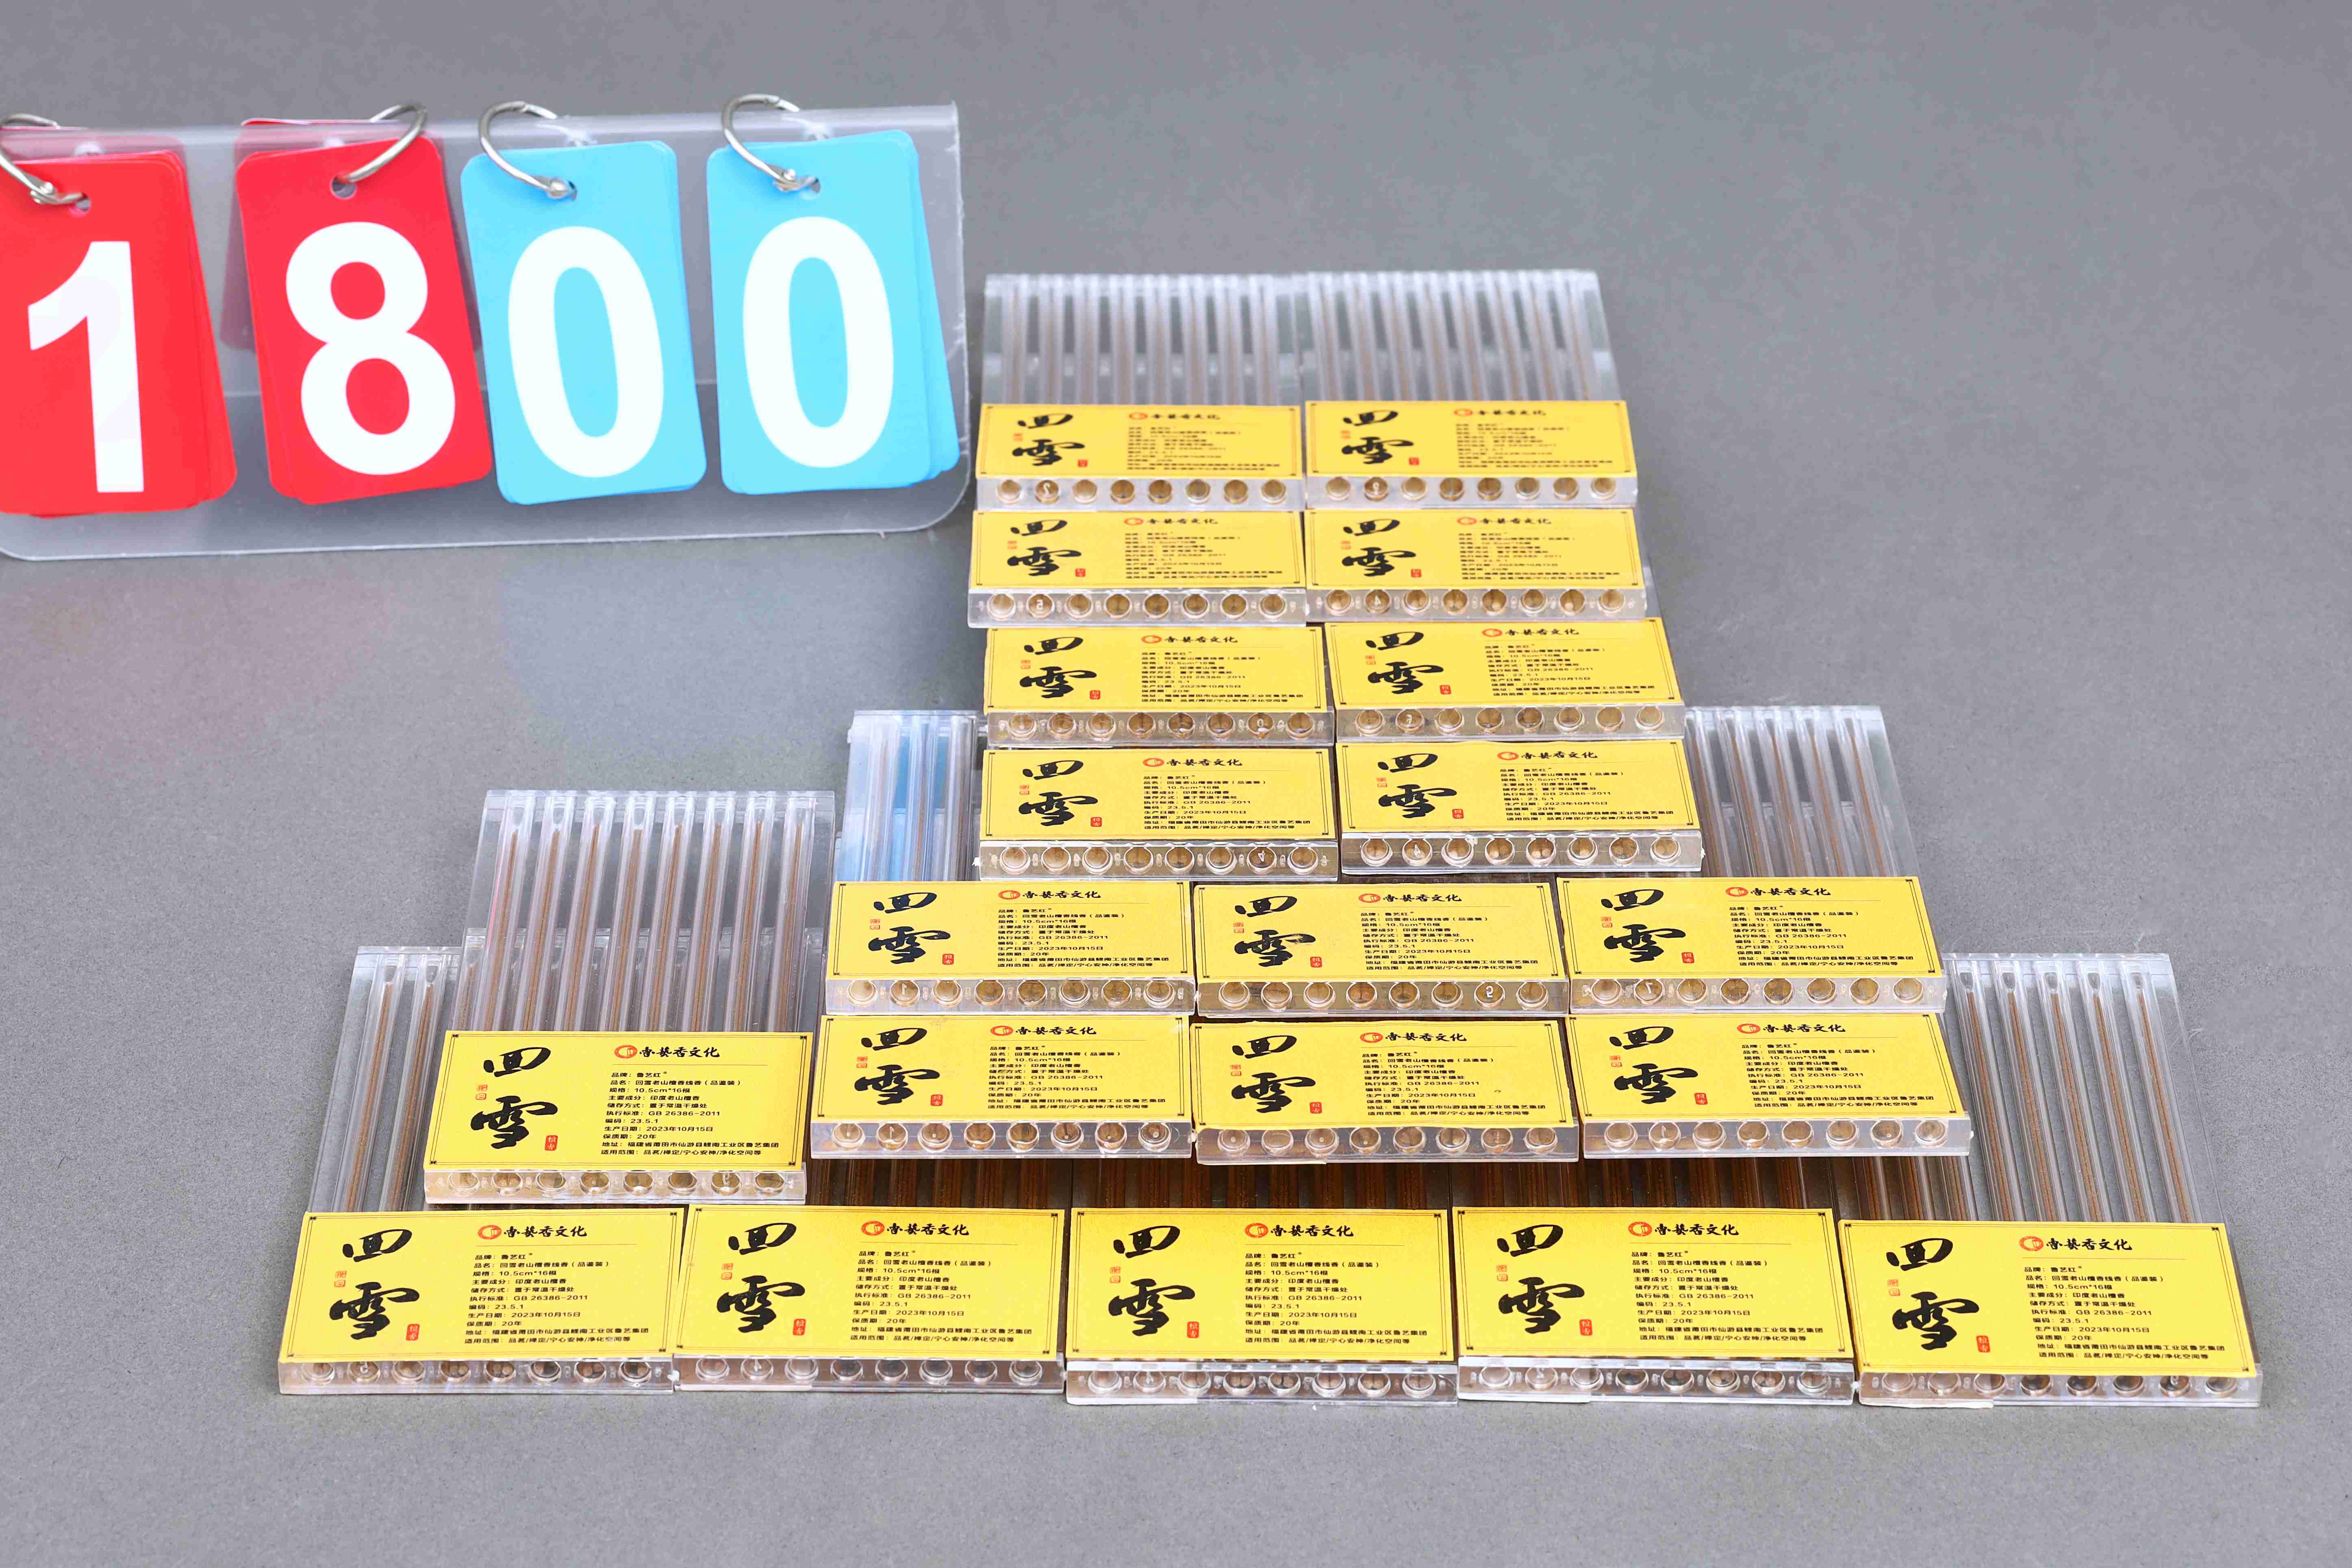 1800
回雪
鲁艺香文化
品牌：鲁艺红®
品名：回雪老山檀香线香（品鉴装）
规格：10.5cm*16根
主要成分：印度老山檀香
储存方式：置于常温干燥处
执行标准：GB 26386-2011
编码：23.5.1
生产日期：2023年10月15日
保质期：20年
地址：福建省莆田市仙游县鲤南工业区鲁艺集团
适用范围：品茗/禅定/宁心安神/净化空间等